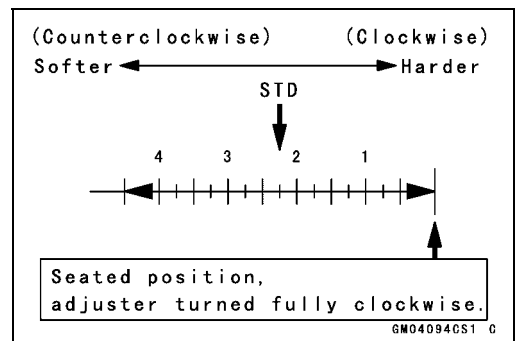 (Counterclockwise) (Clockwise)
Softer Harder
STD
4 3 2 1
Seated position,
adjuster turned fully clockwise.
GM04094CS1 C